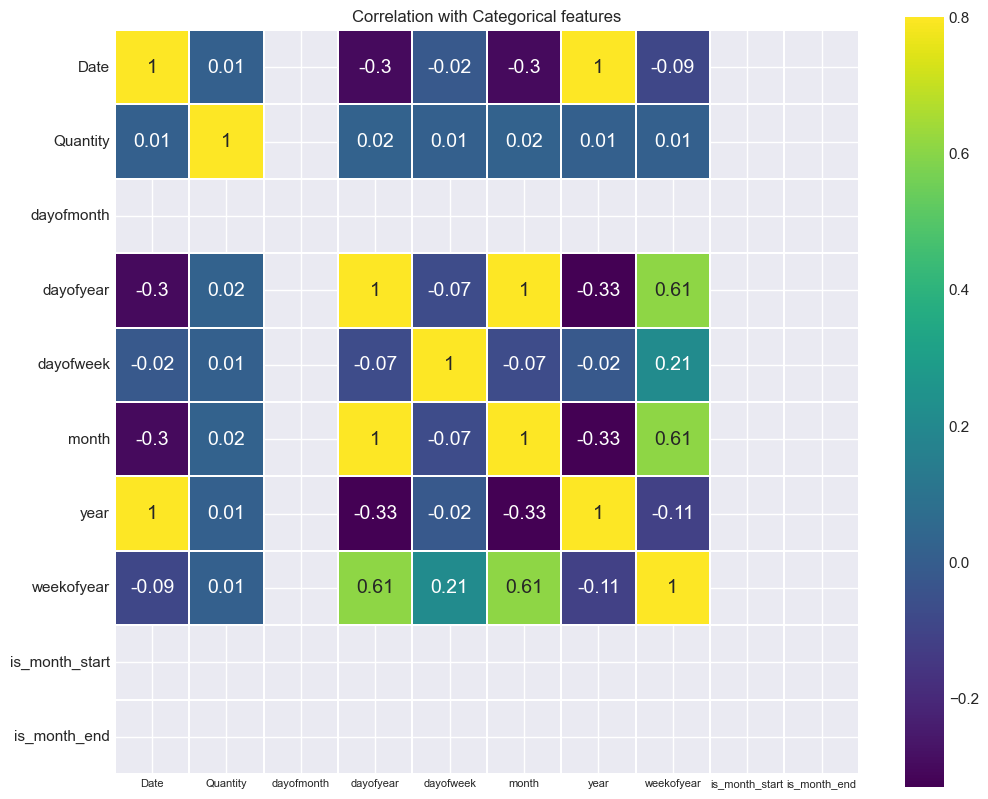 Correlation with Categorical features
Date 1 0.01 -0.3 -0.02 -0.3 1 -0.09
Quantity 0.01 1 0.02 0.01 0.02 0.01 0.01
dayofmonth
dayofyear -0.3 0.02 1 -0.07 1 -0.33 0.61
dayofweek -0.02 0.01 -0.07 1 -0.07 -0.02 0.21
month -0.3 0.02 1 -0.07 1 -0.33 0.61
year 1 0.01 -0.33 -0.02 -0.33 1 -0.11
weekofyear -0.09 0.01 0.61 0.21 0.61 -0.11 1
is_month_start
is_month_end
Date Quantity dayofmonth dayofyear dayofweek month year weekofyear is_month_start is_month_end
0.8
0.6
0.4
0.2
0.0
−0.2